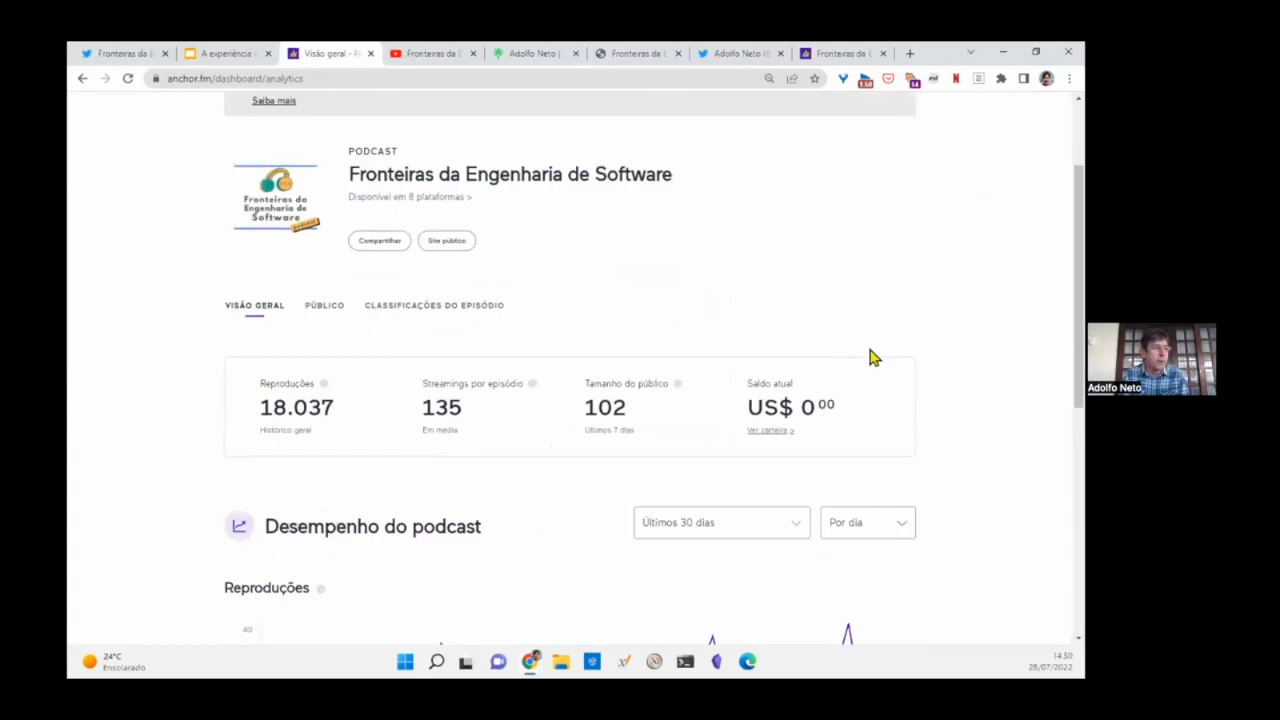 Fronteiras da E
A experiência c
Visão geral - Po
Fronteiras da E
Adolfo Neto |
Fronteiras da E
Adolfo Neto (@
Fronteiras da E
anchor.fm/dashboard/analytics
Saiba mais
PODCAST
Fronteiras da Engenharia de Software
Disponível em 8 plataformas >
Fronteiras da
Engenharia de
Software
podcast
Compartilhar
Site público
VISÃO GERAL
PÚBLICO
CLASSIFICAÇÕES DO EPISÓDIO
Reproduções
18.037
Histórico geral
Streamings por episódio
135
Em média
Tamanho do público
102
Últimos 7 dias
Saldo atual
US$ 0 00
Ver carteira >
Adolfo Neto
Desempenho do podcast
Últimos 30 dias
Por dia
Reproduções
40
24°C
Ensolarado
14:50
28/07/2022